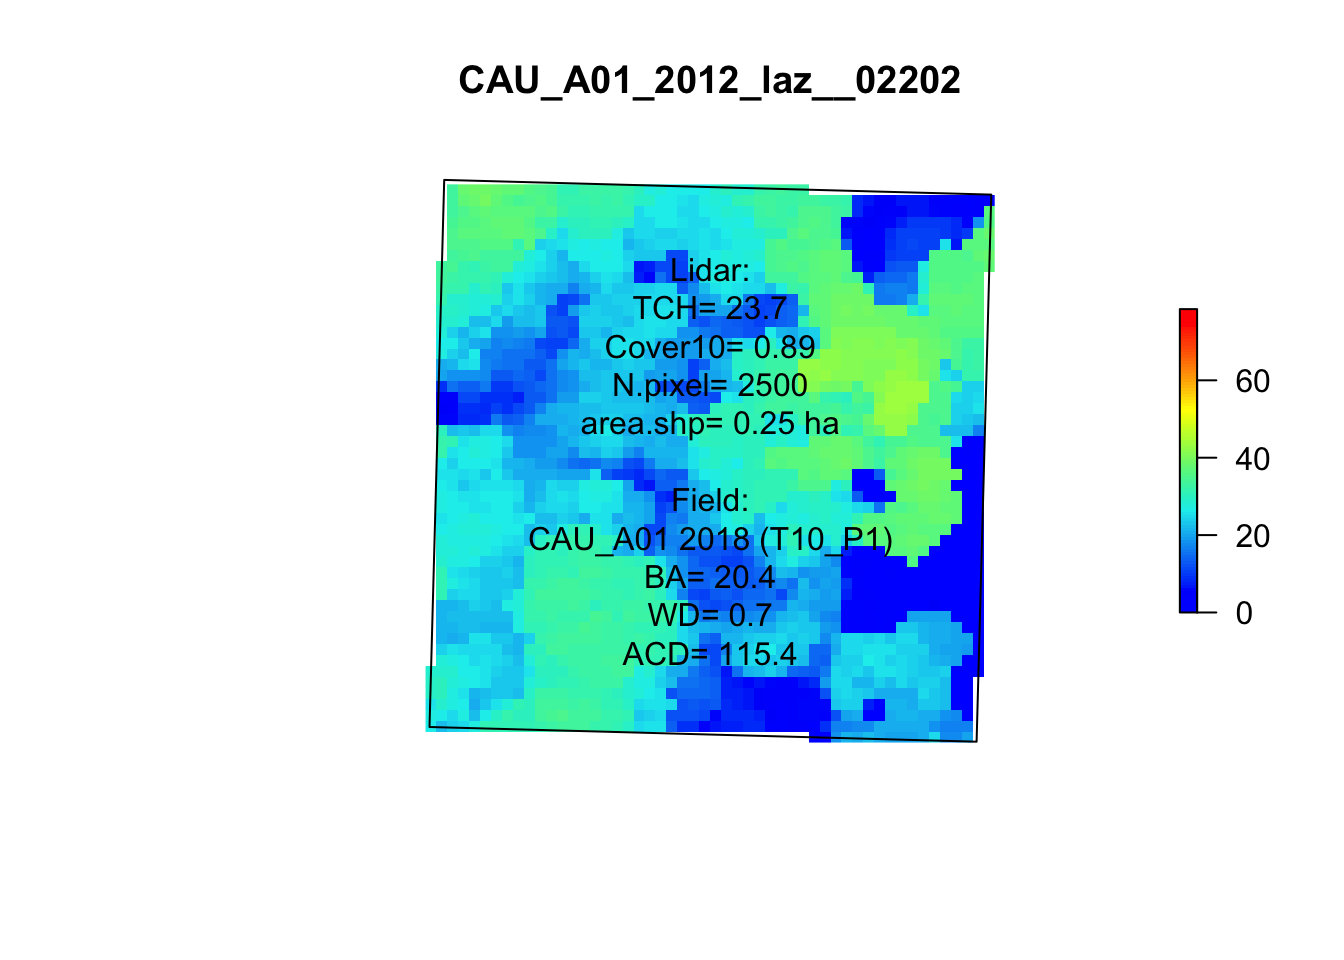 CAU_A01_2012_laz__02202
Lidar:
TCH= 23.7
Cover10= 0.89
N.pixel= 2500
area.shp= 0.25 ha
Field:
CAU_A01 2018 (T10_P1)
BA= 20.4
WD= 0.7
ACD= 115.4
60
40
20
0